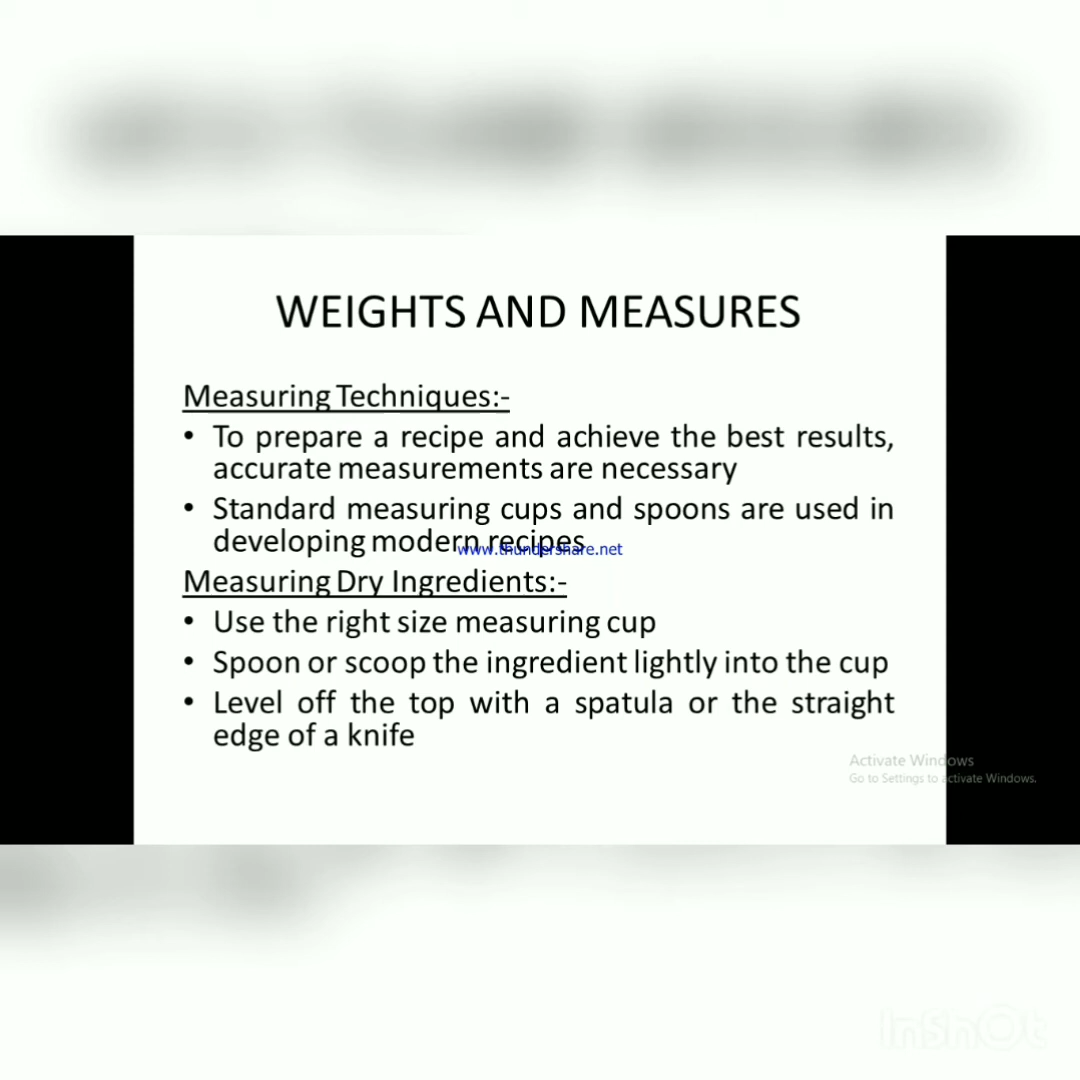 WEIGHTS AND MEASURES
Measuring Techniques:-
• To prepare a recipe and achieve the best results,
accurate measurements are necessary
• Standard measuring cups and spoons are used in
developing modern recipes
www.thundershare.net
Measuring Dry Ingredients:-
• Use the right size measuring cup
• Spoon or scoop the ingredient lightly into the cup
• Level off the top with a spatula or the straight
edge of a knife
Activate Windows
Go to Settings to activate Windows.
InShOt